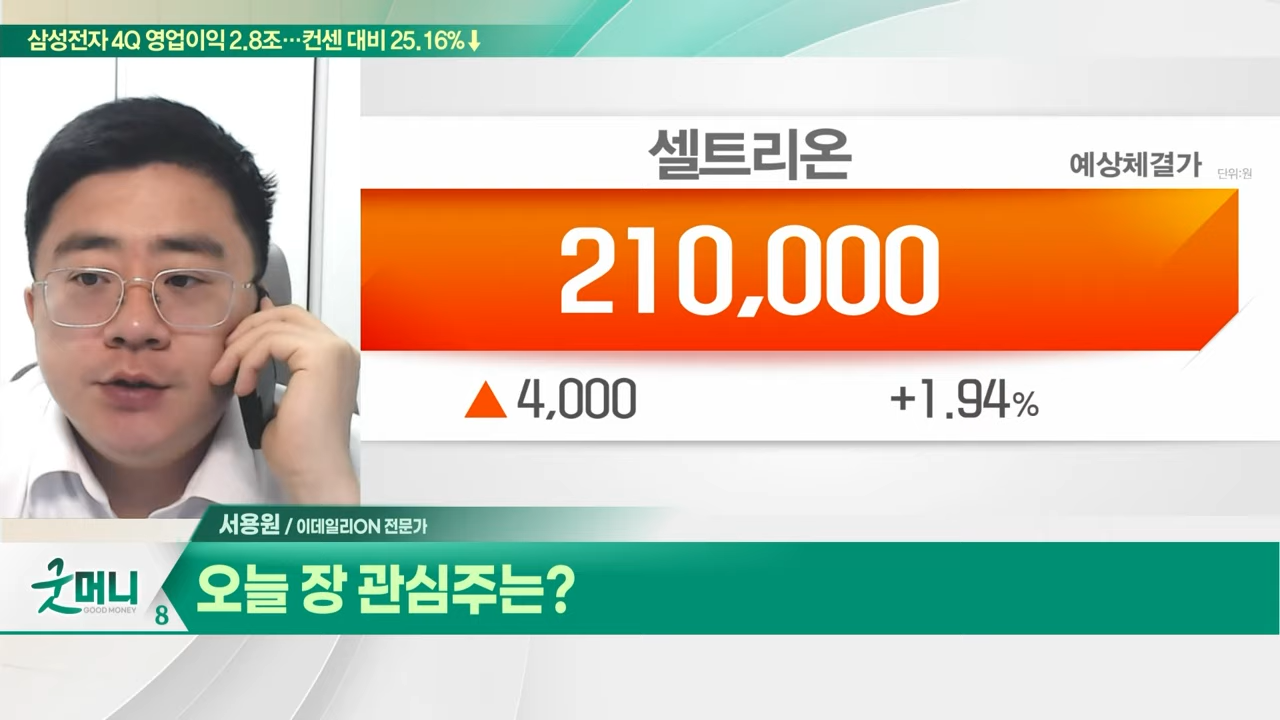 삼성전자 4Q 영업이익 2.8조…컨센 대비 25.16%↓
셀트리온
예상체결가 단위:원
210,000
▲ 4,000 +1.94%
서용원 / 이데일리ON 전문가
굿머니
GOOD MONEY
8
오늘 장 관심주는?